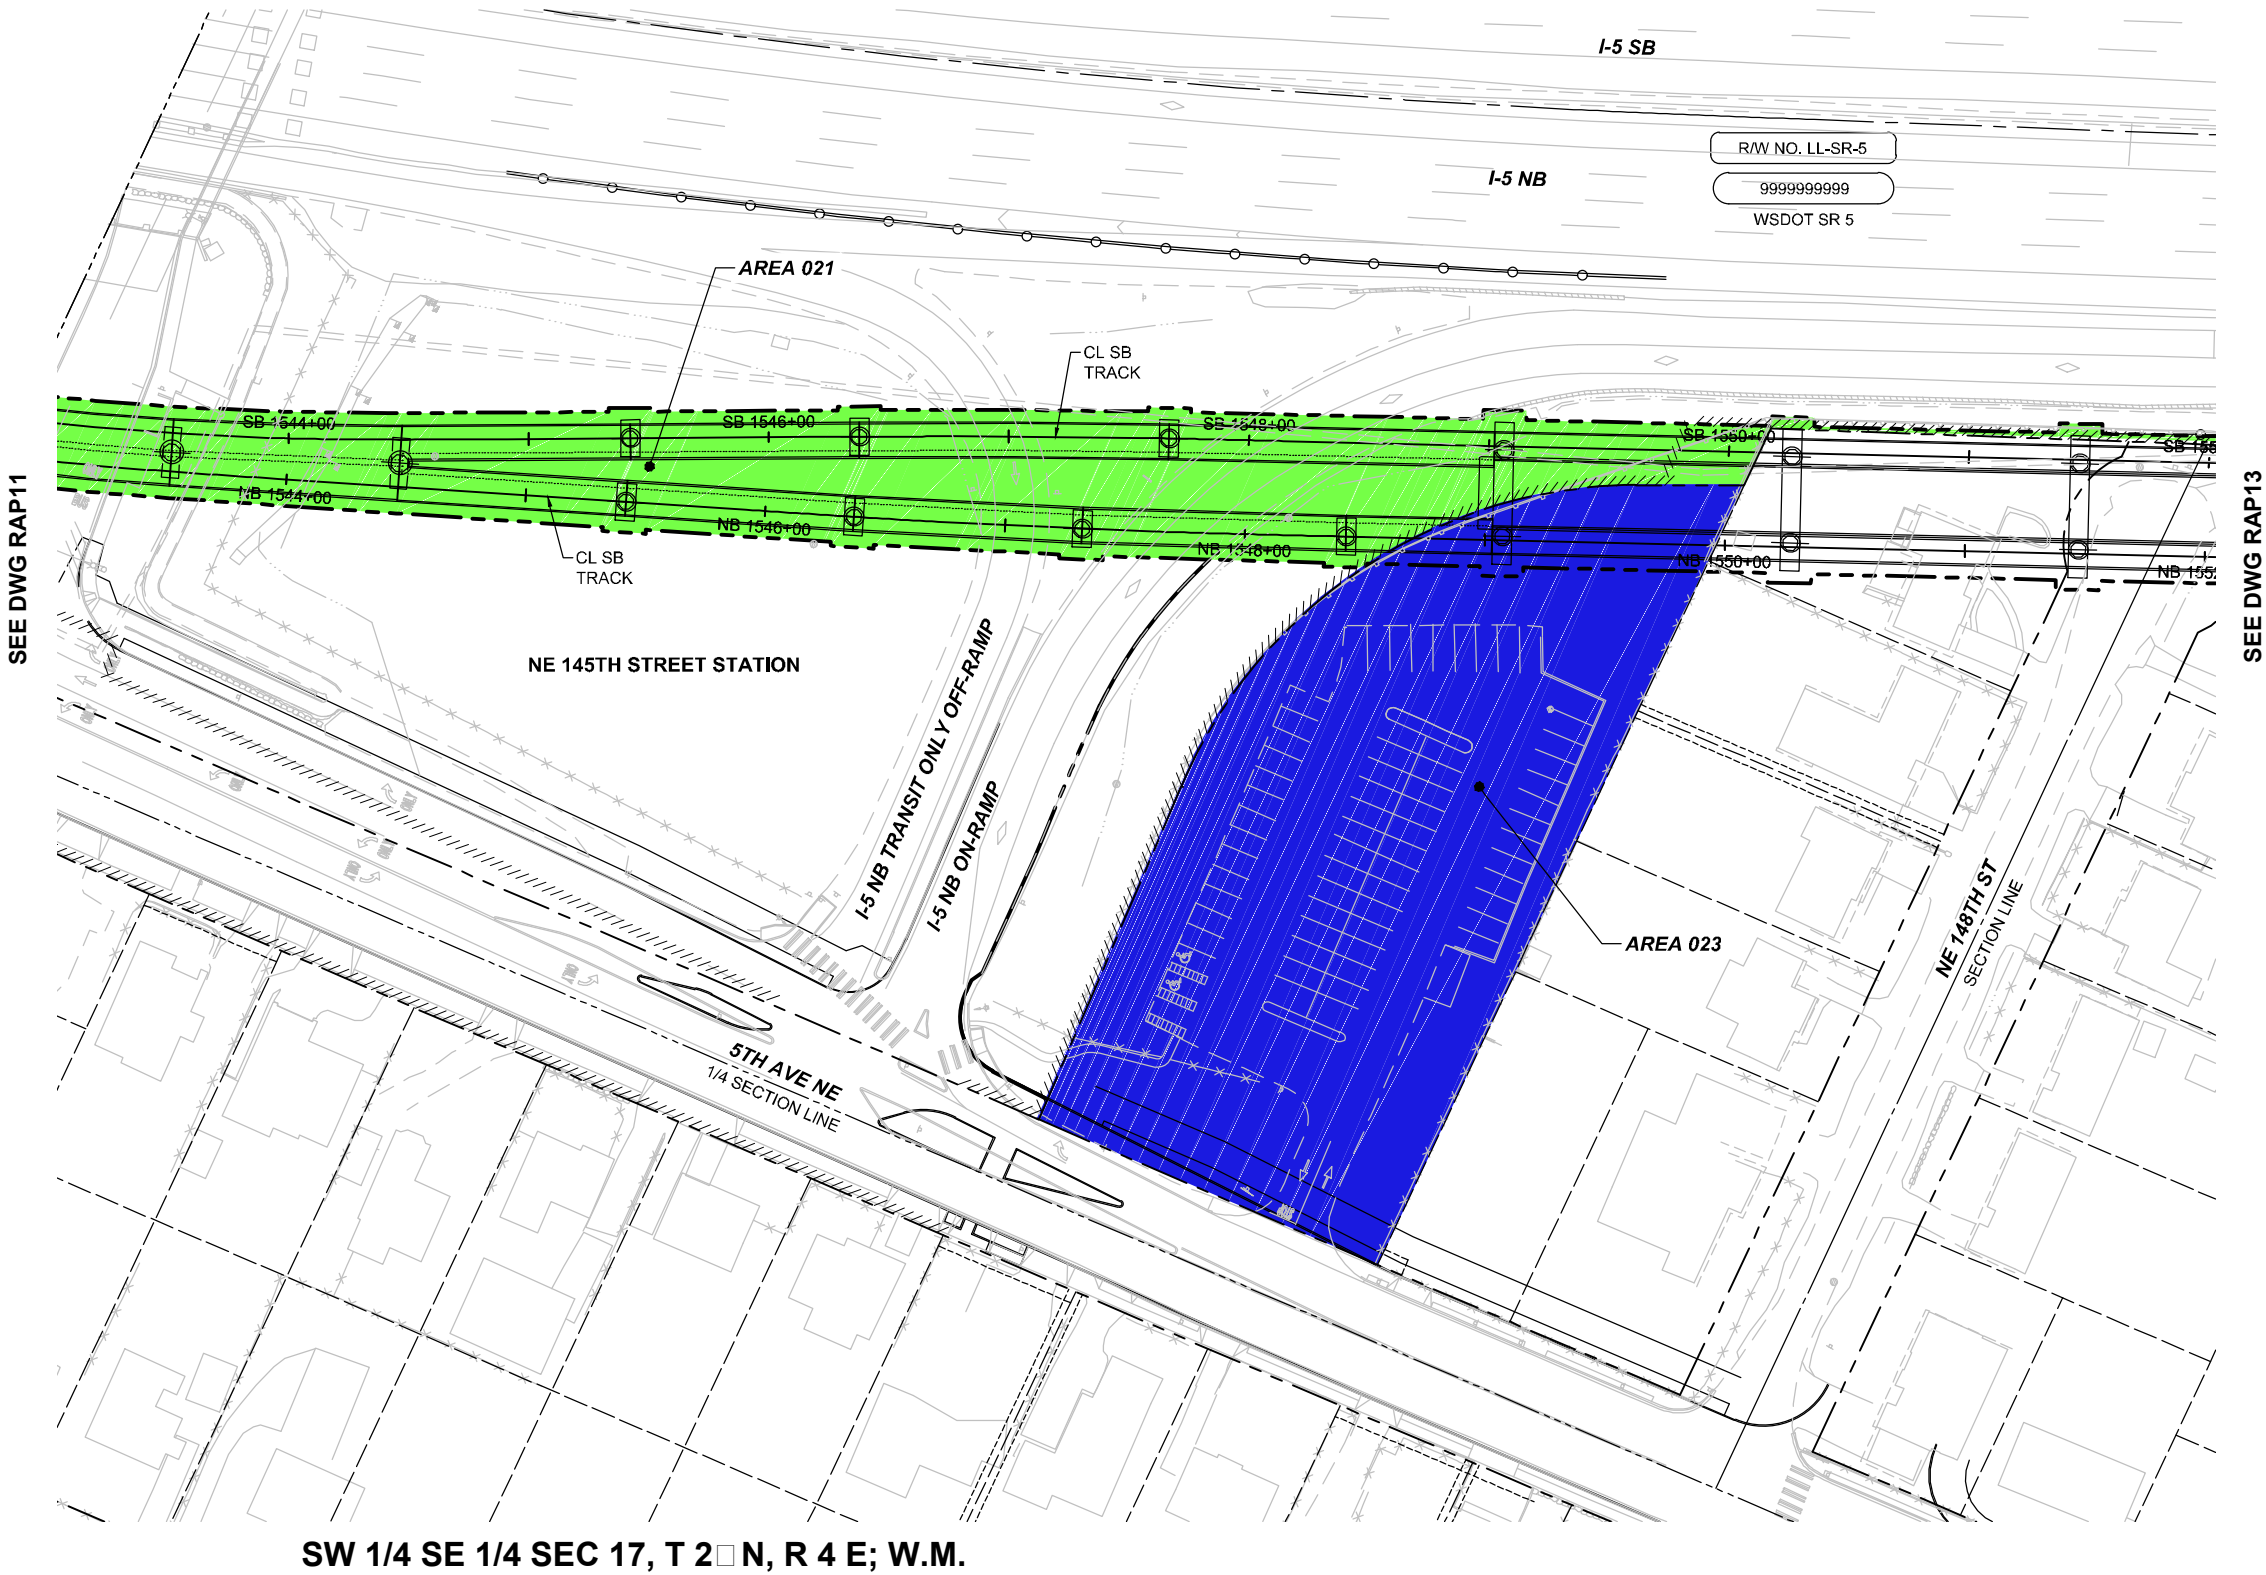 I-5 SB
R/W NO. LL-SR-5
I-5 NB
9999999999
WSDOT SR 5
AREA 021
CL SB
TRACK
SB 1544+00
SB 1546+00
SB 1548+00
SB 1550+00
SEE DWG RAP11
SEE DWG RAP13
NB 1544+00
NB 1546+00
NB 1548+00
NB 1550+00
CL SB
TRACK
NE 145TH STREET STATION
I-5 NB TRANSIT ONLY OFF-RAMP
I-5 NB ON-RAMP
AREA 023
NE 148TH ST
SECTION LINE
5TH AVE NE
1/4 SECTION LINE
SW 1/4 SE 1/4 SEC 17, T 2□ N, R 4 E; W.M.